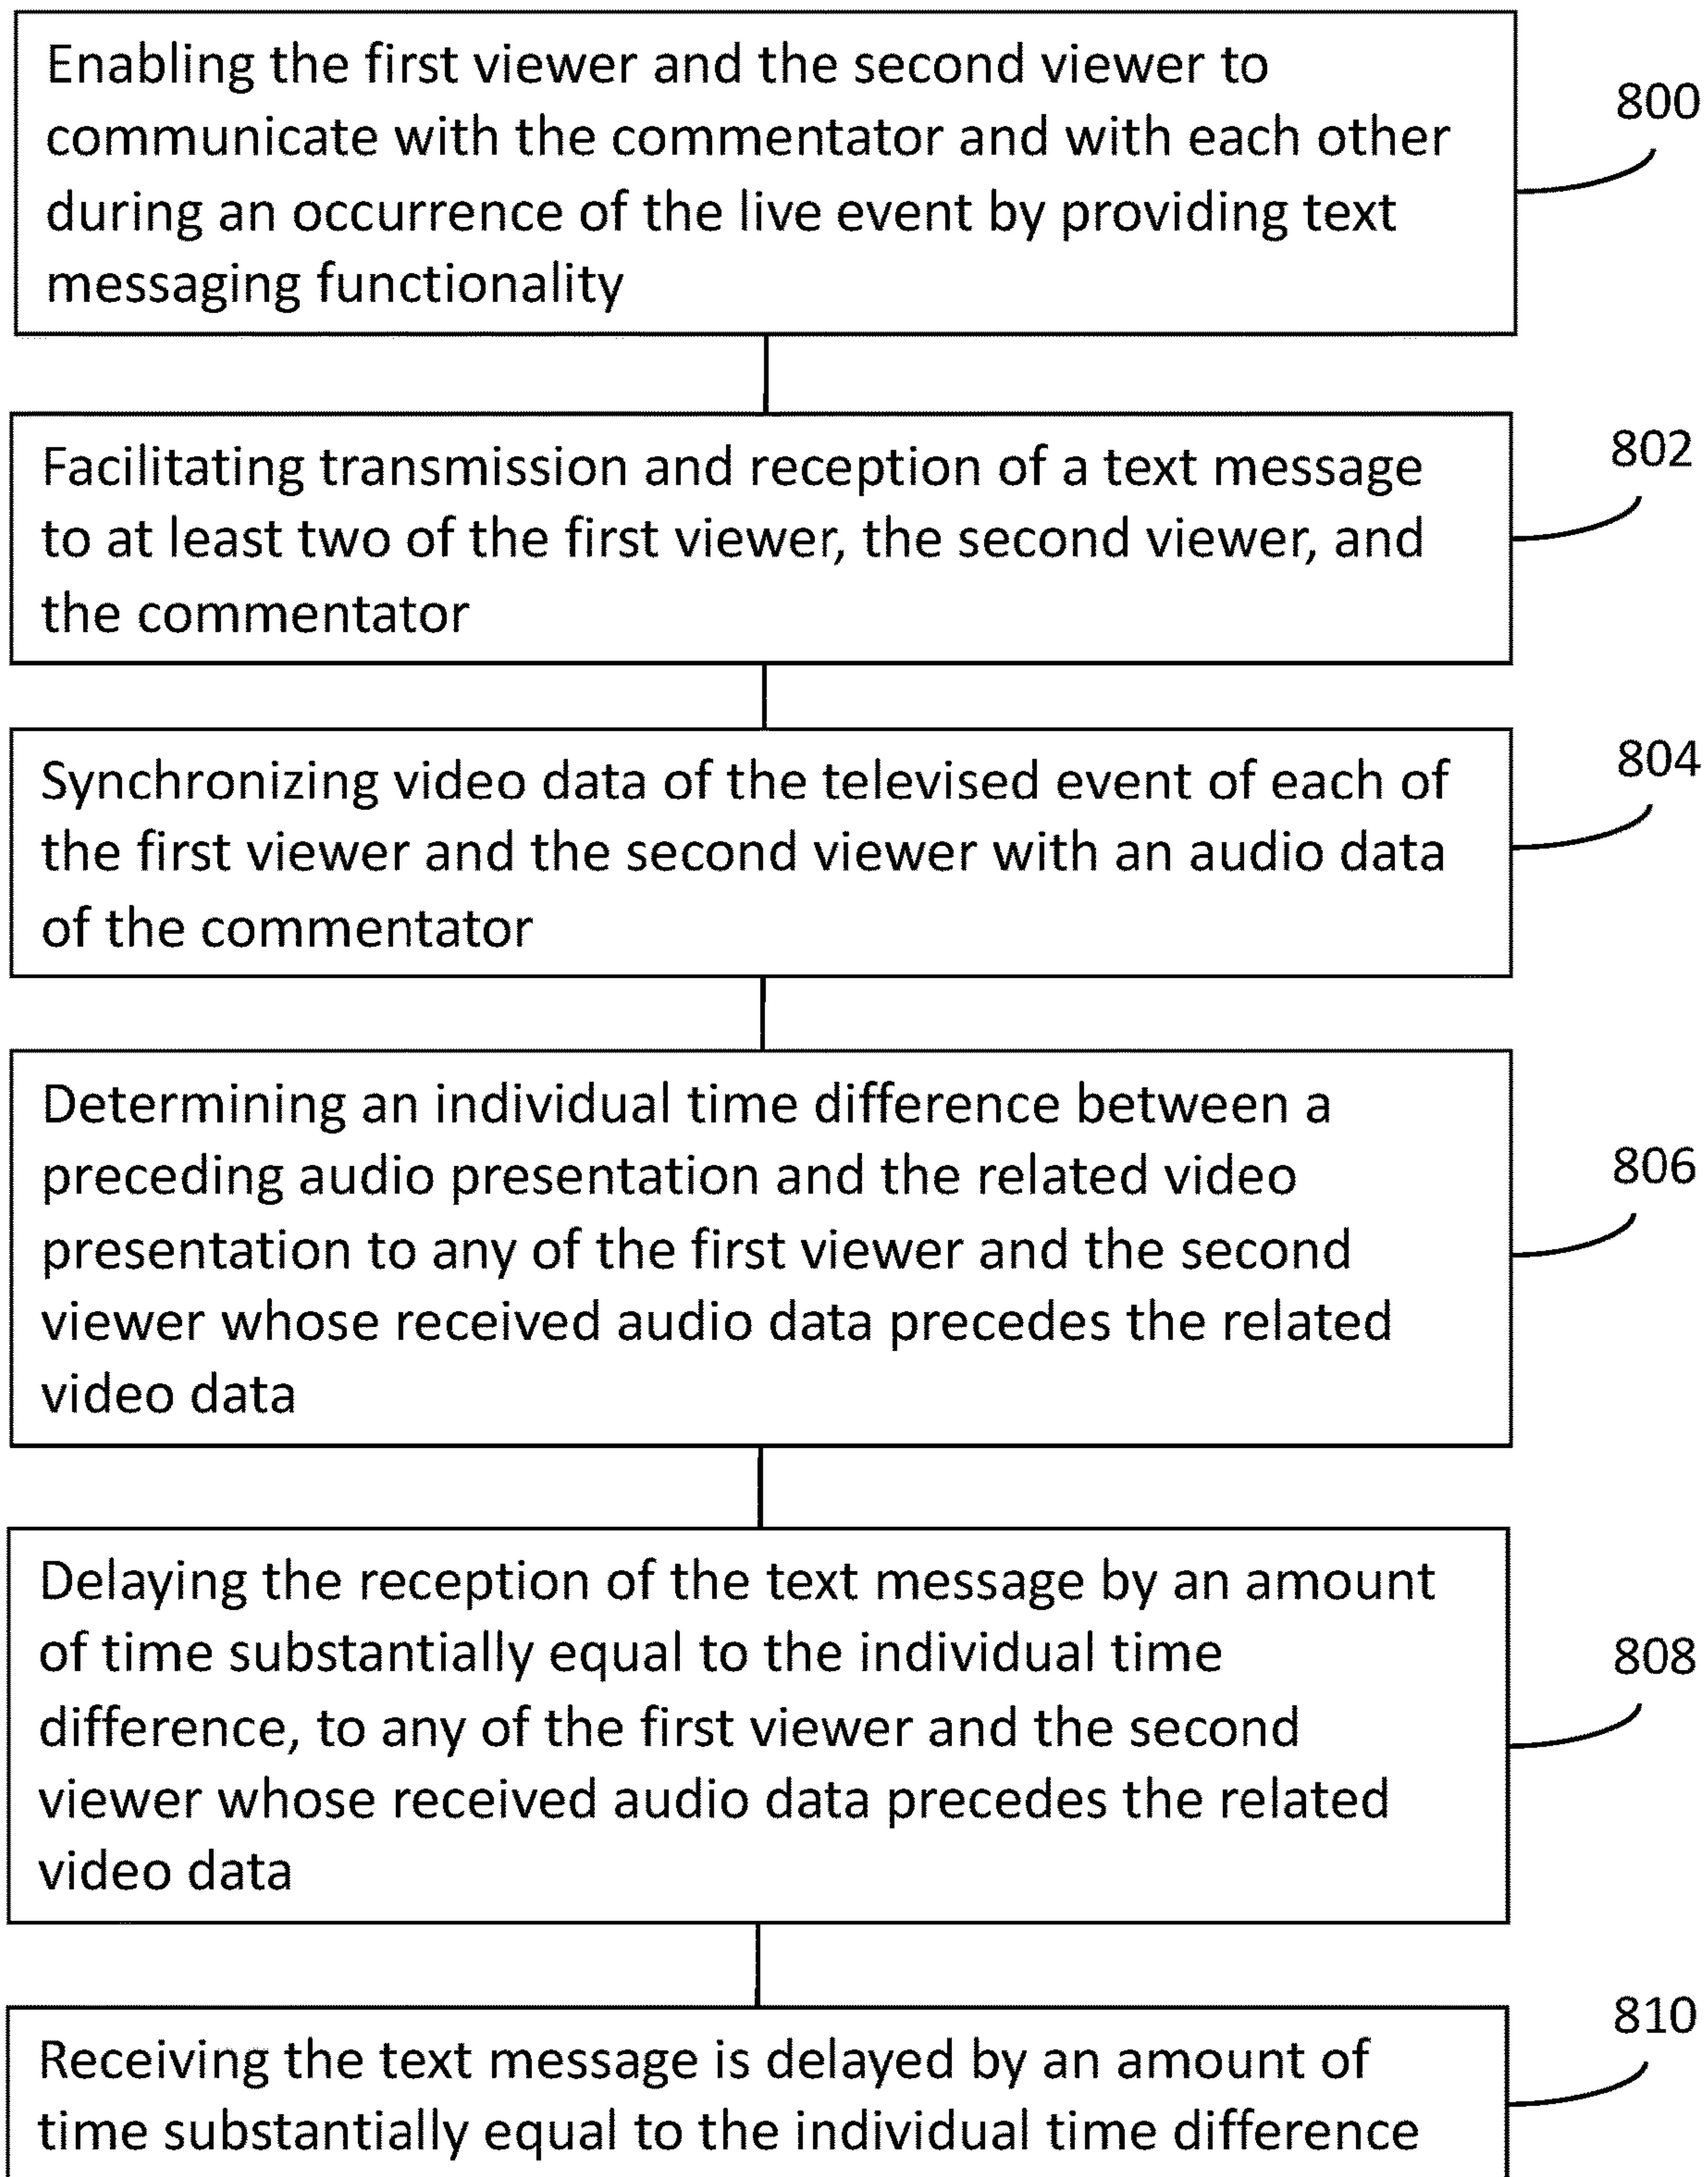 Enabling the first viewer and the second viewer to
800
communicate with the commentator and with each other
during an occurrence of the live event by providing text
messaging functionality
802
Facilitating transmission and reception of a text message
to at least two of the first viewer, the second viewer, and
the commentator
804
Synchronizing video data of the televised event of each of
the first viewer and the second viewer with an audio data
of the commentator
Determining an individual time difference between a
preceding audio presentation and the related video
806
presentation to any of the first viewer and the second
viewer whose received audio data precedes the related
video data
Delaying the reception of the text message by an amount
of time substantially equal to the individual time
808
difference, to any of the first viewer and the second
viewer whose received audio data precedes the related
video data
810
Receiving the text message is delayed by an amount of
time substantially equal to the individual time difference